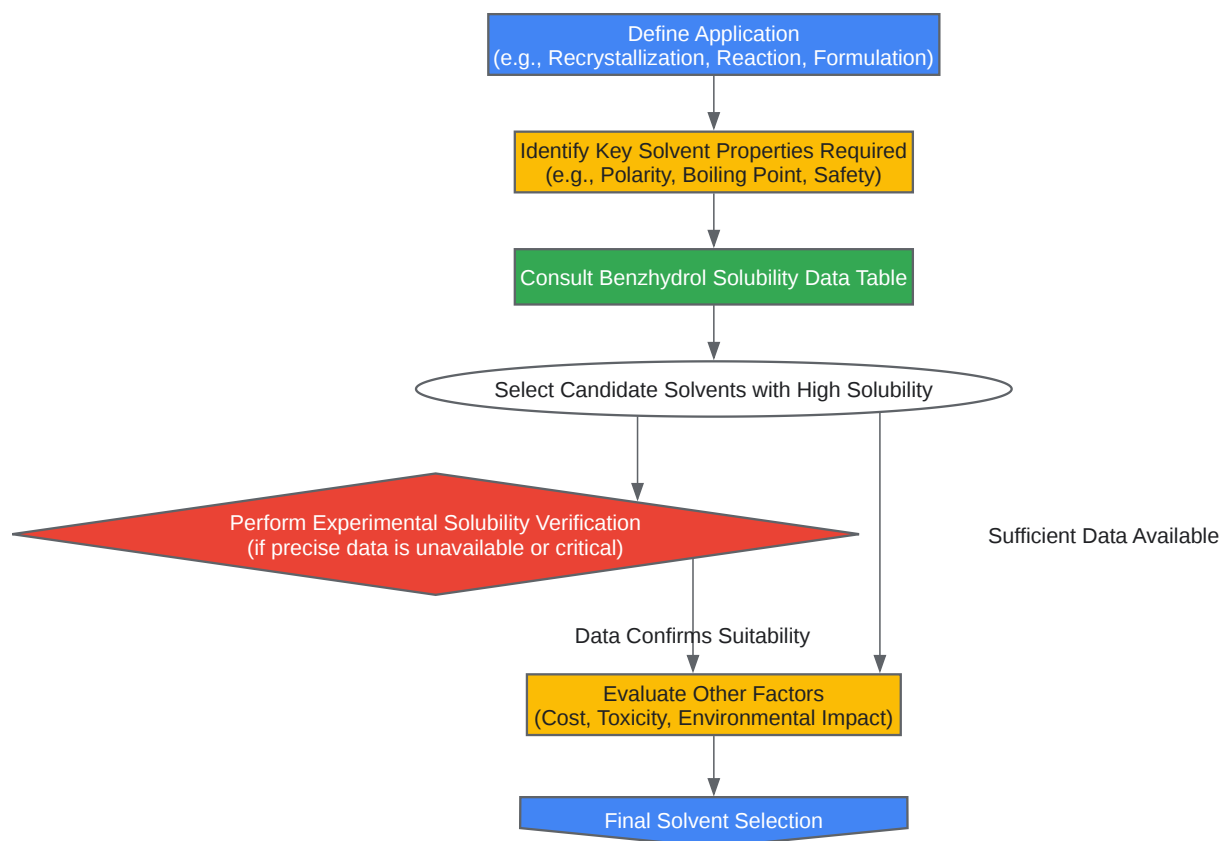 Define Application
(e.g., Recrystallization, Reaction, Formulation)
Identify Key Solvent Properties Required
(e.g., Polarity, Boiling Point, Safety)
Consult Benzhydrol Solubility Data Table
Select Candidate Solvents with High Solubility
Perform Experimental Solubility Verification
(if precise data is unavailable or critical)
Sufficient Data Available
Data Confirms Suitability
Evaluate Other Factors
(Cost, Toxicity, Environmental Impact)
Final Solvent Selection